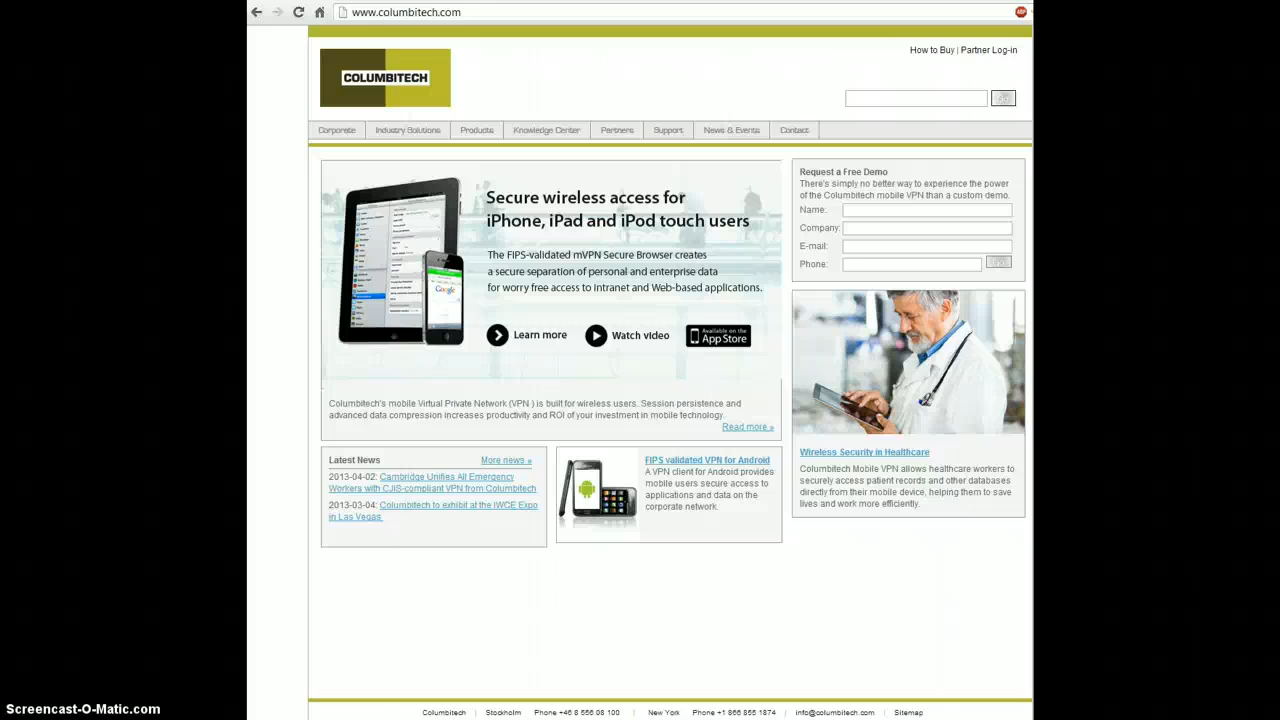 www.columbitech.com
ABP
How to Buy | Partner Log-in
COLUMBITECH
Corporate
Industry Solutions
Products
Knowledge Center
Partners
Support
News & Events
Contact
Secure wireless access for
iPhone, iPad and iPod touch users
The FIPS-validated mVPN Secure Browser creates
a secure separation of personal and enterprise data
for worry free access to Intranet and Web-based applications.
Google
Learn more
Watch video
Available on the
App Store
Columbitech's mobile Virtual Private Network (VPN ) is built for wireless users. Session persistence and
advanced data compression increases productivity and ROI of your investment in mobile technology.
Read more »
Request a Free Demo
There's simply no better way to experience the power
of the Columbitech mobile VPN than a custom demo.
Name:
Company:
E-mail:
Phone:
Latest News
More news »
2013-04-02: Cambridge Unifies All Emergency
Workers with CJIS-compliant VPN from Columbitech
2013-03-04: Columbitech to exhibit at the IWCE Expo
in Las Vegas
FIPS validated VPN for Android
A VPN client for Android provides
mobile users secure access to
applications and data on the
corporate network.
Wireless Security in Healthcare
Columbitech Mobile VPN allows healthcare workers to
securely access patient records and other databases
directly from their mobile device, helping them to save
lives and work more efficiently.
Columbitech | Stockholm Phone +46 8 556 08 100 | New York Phone +1 866 855 1874 | info@columbitech.com | Sitemap
Screencast-O-Matic.com